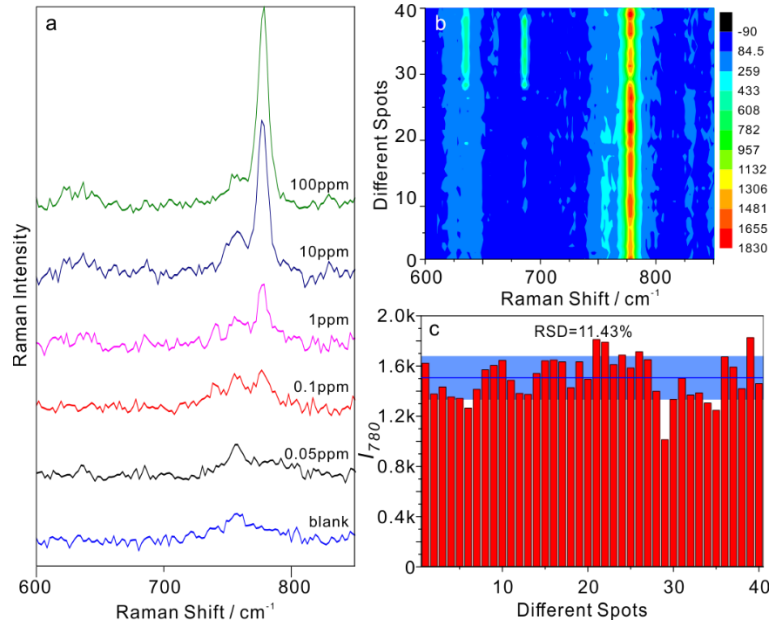 a
100ppm
10ppm
1ppm
0.1ppm
0.05ppm
blank
Raman Intensity
600 700 800
Raman Shift / cm⁻¹
b
40
30
20
10
0
Different Spots
600 700 800
Raman Shift / cm⁻¹
-90
84.5
259
433
608
782
957
1132
1306
1481
1655
1830
c
RSD=11.43%
2.0k
1.6k
1.2k
0.8k
0.4k
0
I780
10 20 30 40
Different Spots